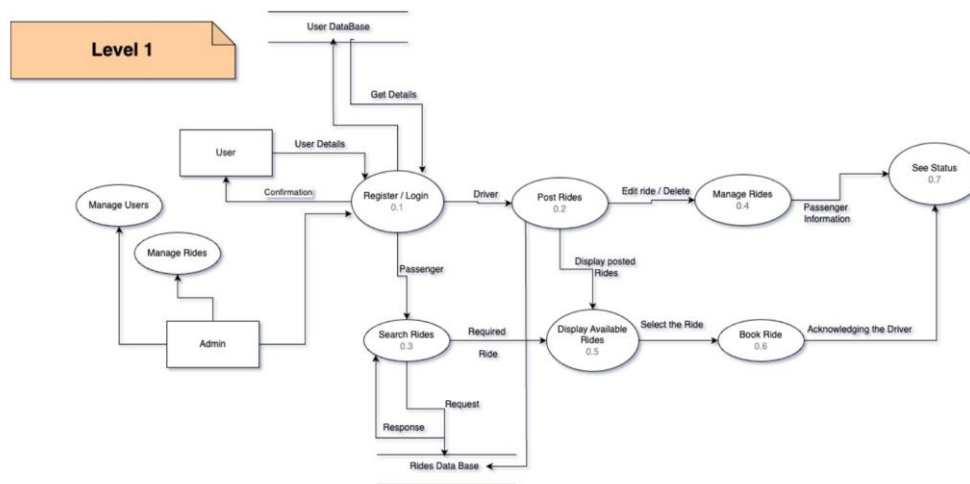 User DataBase
Level 1
Get Details
User
User Details
Register / Login
0.1
Confirmation
Driver
Post Rides
0.2
Edit ride / Delete
Manage Rides
0.4
Passenger
Information
See Status
0.7
Manage Users
Manage Rides
Passenger
Display posted
Rides
Admin
Search Rides
0.3
Required
Ride
Display Available
Rides
0.5
Select the Ride
Book Ride
0.6
Acknowledging the Driver
Request
Response
Rides Data Base